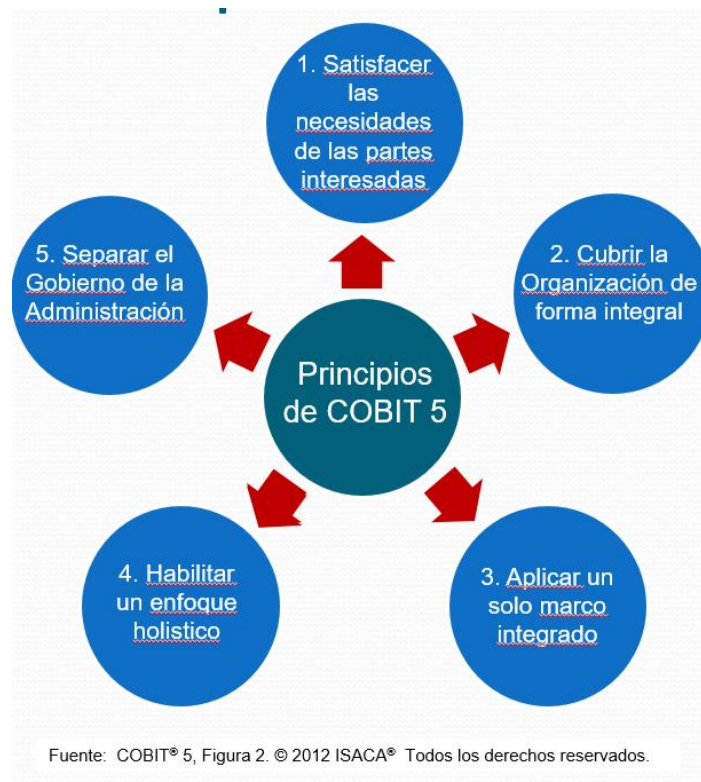 1. Satisfacer
las
necesidades
de las partes
interesadas
5. Separar el
Gobierno de la
Administración
2. Cubrir la
Organización de
forma integral
Principios
de COBIT 5
4. Habilitar
un enfoque
holistico
3. Aplicar un
solo marco
integrado
Fuente: COBIT® 5, Figura 2. © 2012 ISACA® Todos los derechos reservados.